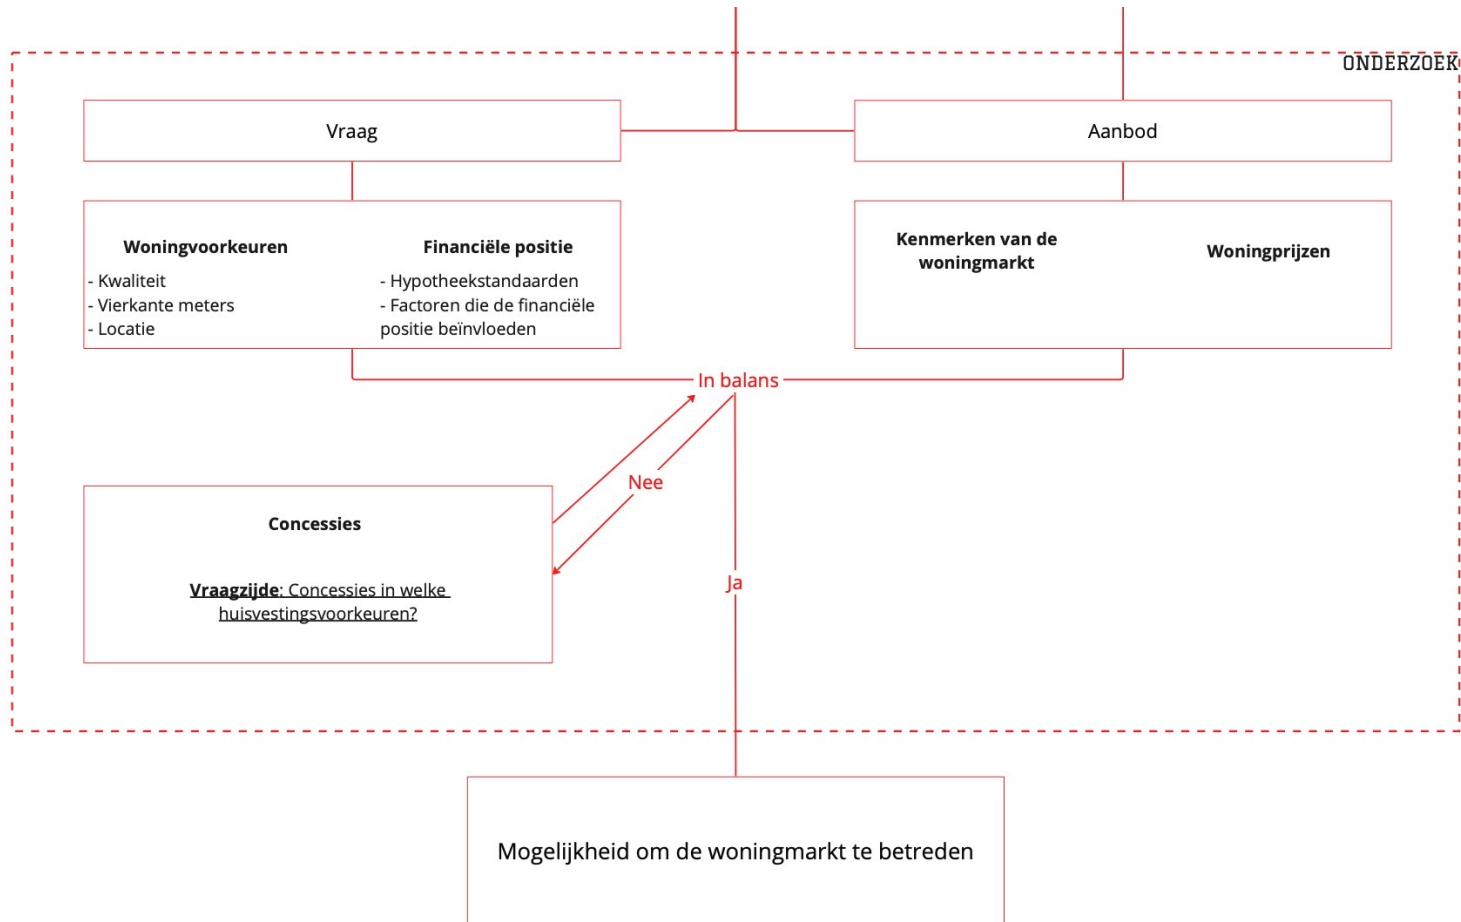 ONDERZOEK
Vraag
Aanbod
Woningvoorkeuren
- Kwaliteit
- Vierkante meters
- Locatie
Financiële positie
- Hypotheekstandaarden
- Factoren die de financiële
positie beïnvloeden
Kenmerken van de
woningmarkt
Woningprijzen
In balans
Nee
Concessies
Vraagzijde: Concessies in welke
huisvestingsvoorkeuren?
Ja
Mogelijkheid om de woningmarkt te betreden